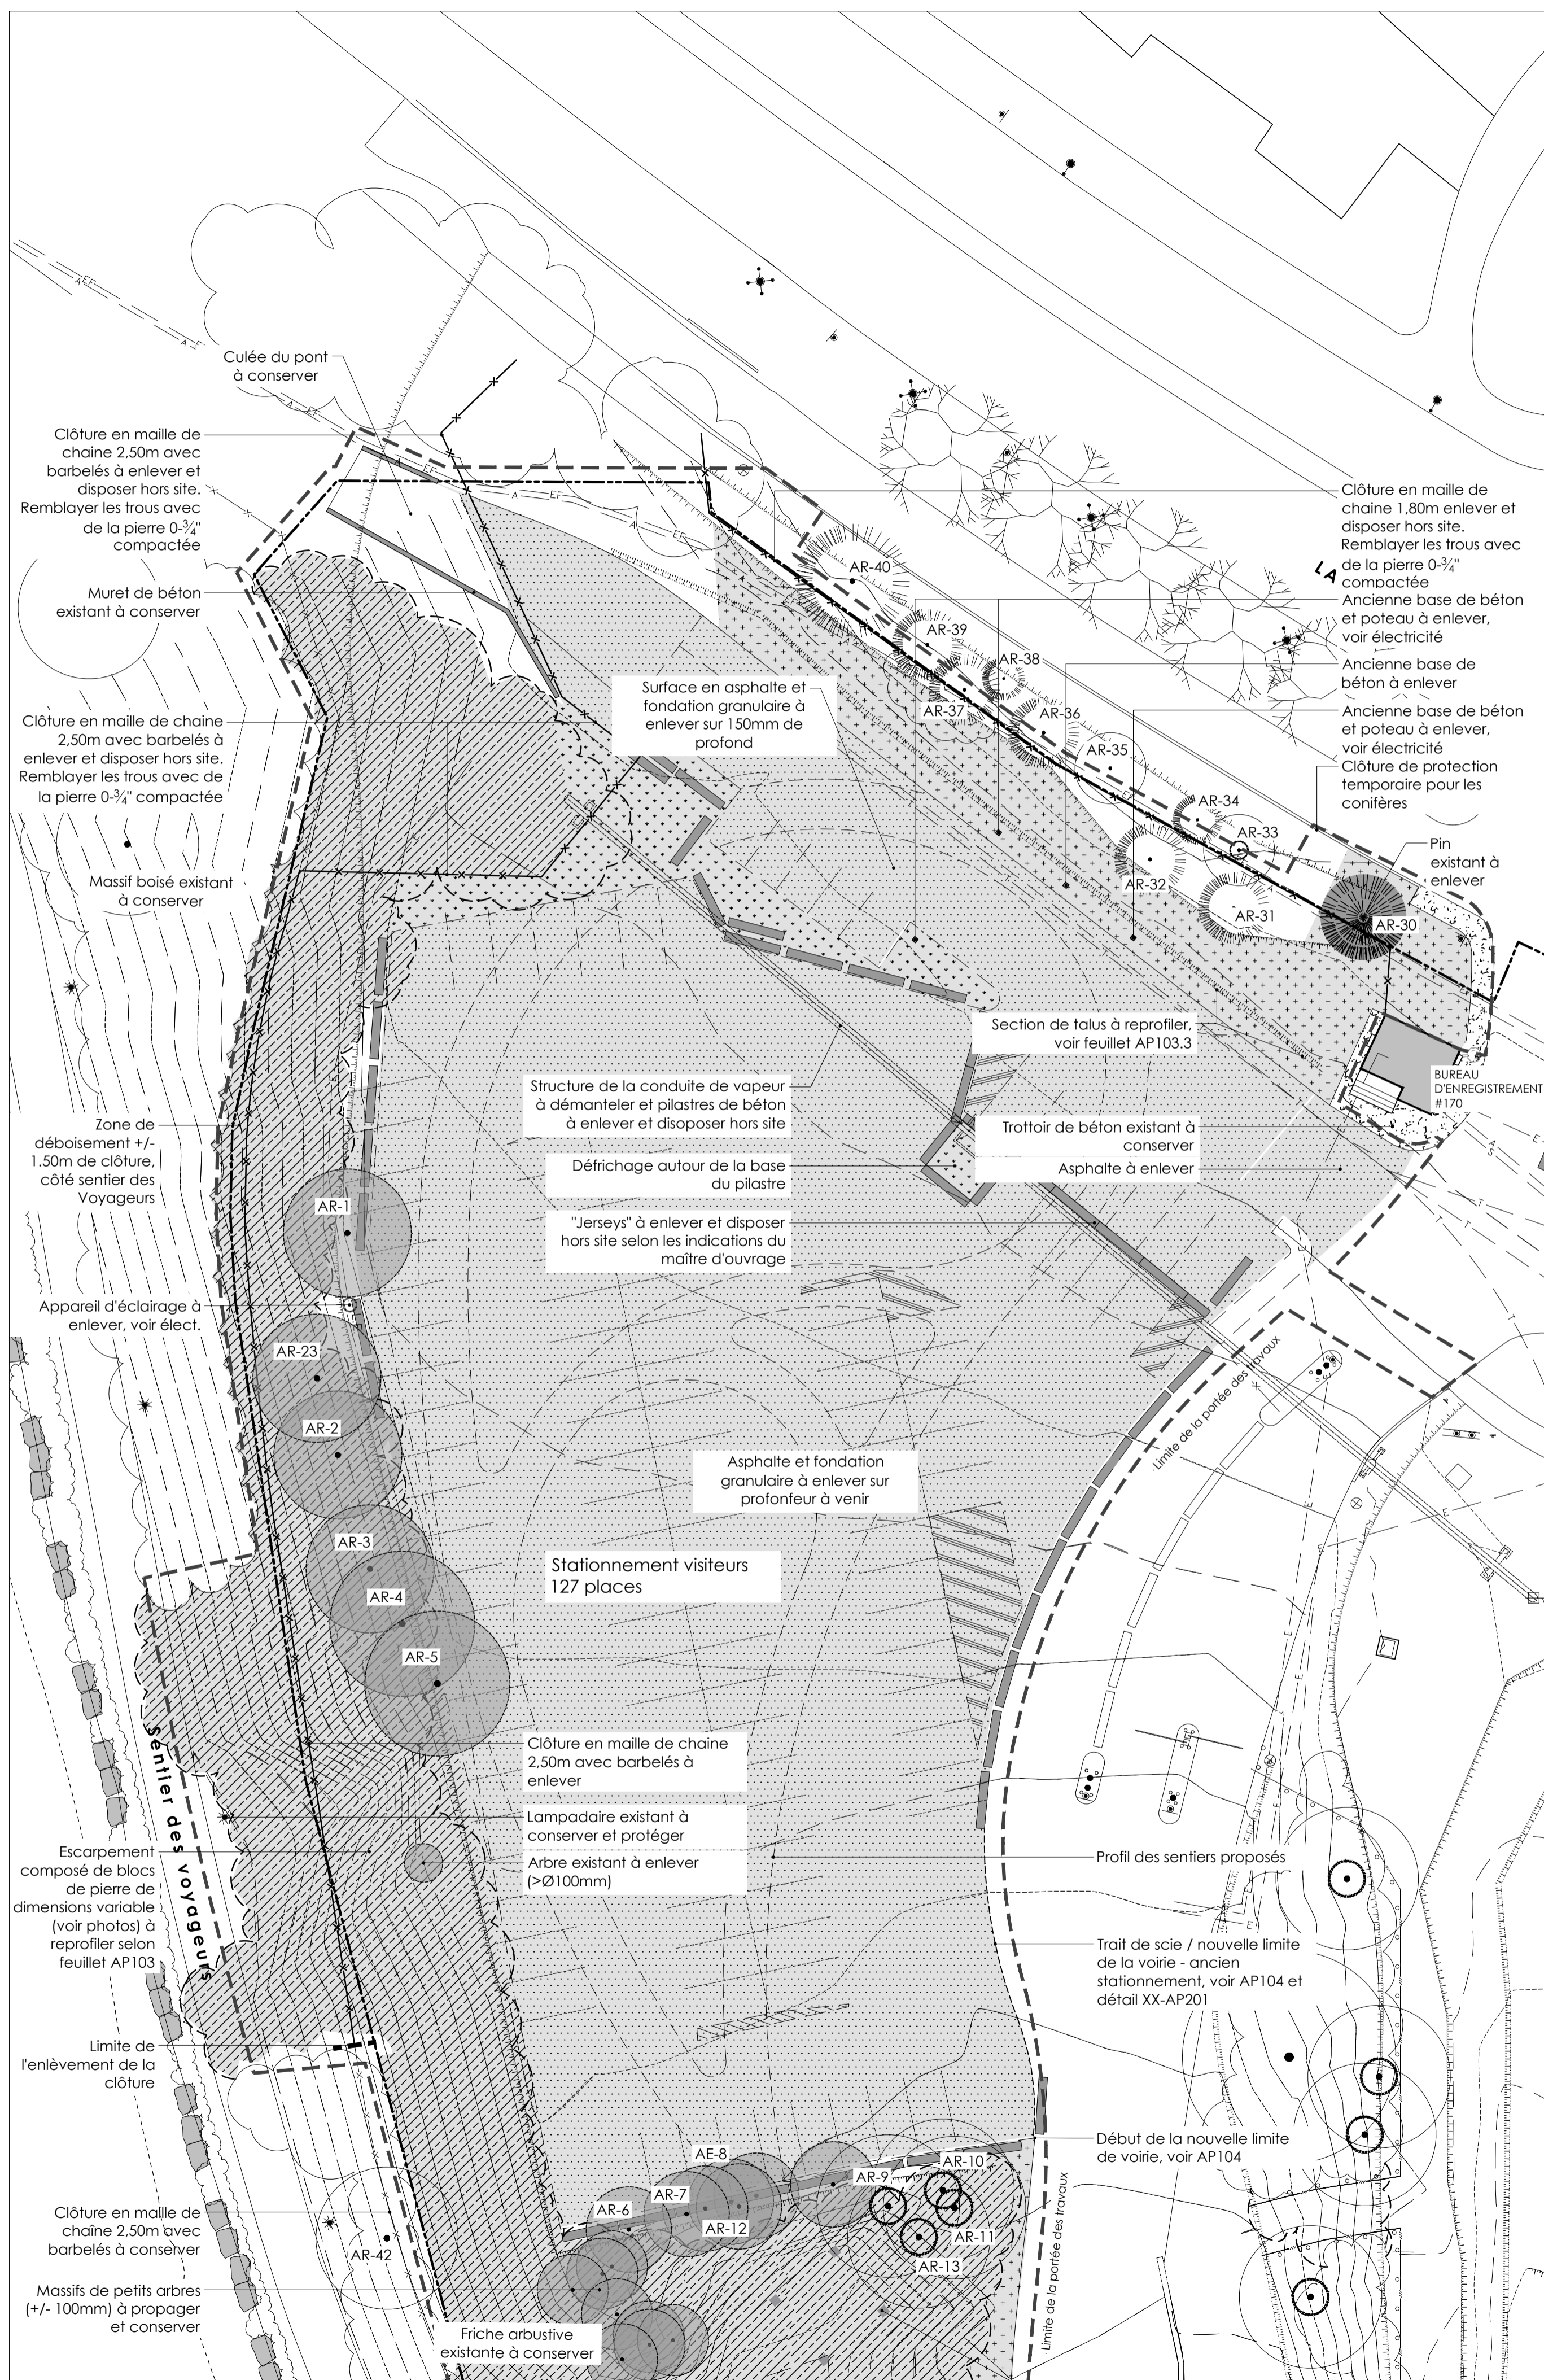 Culée du pont
à conserver
Clôture en maille de
chaine 2,50m avec
barbelés à enlever et
disposer hors site.
Remblayer les trous avec
de la pierre 0-¾"
compactée
Muret de béton
existant à conserver
Clôture en maille de chaine
2,50m avec barbelés à
enlever et disposer hors site.
Remblayer les trous avec de
la pierre 0-¾" compactée
Massif boisé existant
à conserver
Zone de
déboisement +/-
1.50m de clôture,
côté sentier des
Voyageurs
Appareil d'éclairage à
enlever, voir élect.
Escarpement
composé de blocs
de pierre de
dimensions variable
(voir photos) à
reprofiler selon
feuillet AP103
Sentier des voyageurs
Limite de
l'enlèvement de la
clôture
Clôture en maille de
chaîne 2,50m avec
barbelés à conserver
Massifs de petits arbres
(+/- 100mm) à propager
et conserver
Friche arbustive
existante à conserver
Surface en asphalte et
fondation granulaire à
enlever sur 150mm de
profond
Structure de la conduite de vapeur
à démanteler et pilastres de béton
à enlever et disoposer hors site
Défrichage autour de la base
du pilastre
"Jerseys" à enlever et disposer
hors site selon les indications du
maître d'ouvrage
Asphalte et fondation
granulaire à enlever sur
profonfeur à venir
Stationnement visiteurs
127 places
Clôture en maille de chaine
2,50m avec barbelés à
enlever
Lampadaire existant à
conserver et protéger
Arbre existant à enlever
(>Ø100mm)
Clôture en maille de
chaine 1,80m enlever et
disposer hors site.
Remblayer les trous avec
de la pierre 0-¾"
compactée
LA
Ancienne base de béton
et poteau à enlever,
voir électricité
Ancienne base de
béton à enlever
Ancienne base de béton
et poteau à enlever,
voir électricité
Clôture de protection
temporaire pour les
conifères
Pin
existant à
enlever
Section de talus à reprofiler,
voir feuillet AP103.3
Trottoir de béton existant à
conserver
Asphalte à enlever
BUREAU
D'ENREGISTREMENT
#170
Limite de la portée des travaux
Profil des sentiers proposés
Trait de scie / nouvelle limite
de la voirie - ancien
stationnement, voir AP104 et
détail XX-AP201
Début de la nouvelle limite
de voirie, voir AP104
Limite de la portée des travaux
AR-40
AR-39
AR-38
AR-37
AR-36
AR-35
AR-34
AR-33
AR-32
AR-31
AR-30
AR-1
AR-23
AR-2
AR-3
AR-4
AR-5
AE-8
AR-10
AR-9
AR-7
AR-6
AR-12
AR-11
AR-13
AR-42